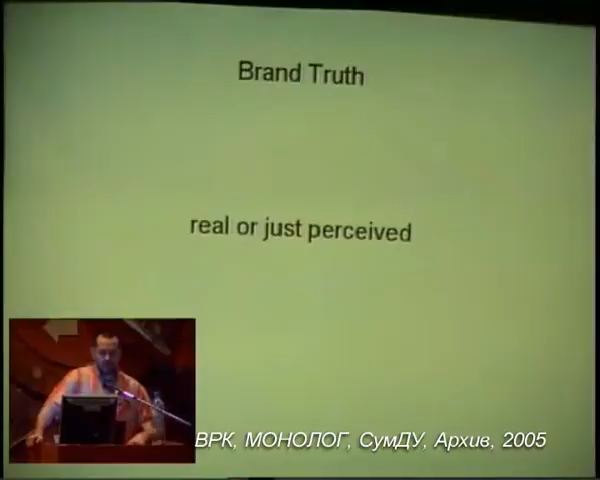 Brand Truth
real or just perceived
ВРК, МОНОЛОГ, СумДУ, Архив, 2005